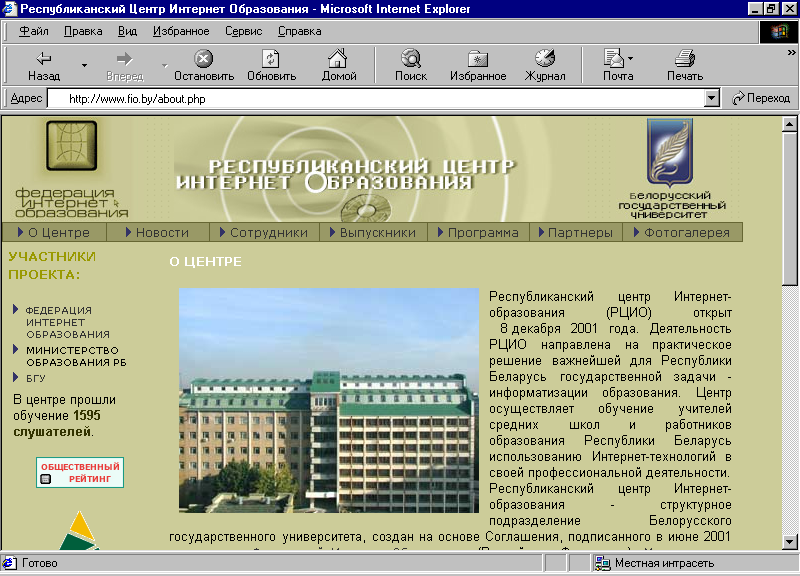 Республиканский Центр Интернет Образования - Microsoft Internet Explorer
Файл Правка Вид Избранное Сервис Справка
Назад Вперед Остановить Обновить Домой Поиск Избранное Журнал Почта Печать
Адрес http://www.fio.by/about.php Переход
РЕСПУБЛИКАНСКИЙ ЦЕНТР
ИНТЕРНЕТ ОБРАЗОВАНИЯ
федерация
интернет
образования
Белорусский
государственный
университет
О Центре Новости Сотрудники Выпускники Программа Партнеры Фотогалерея
УЧАСТНИКИ
ПРОЕКТА:
ФЕДЕРАЦИЯ
ИНТЕРНЕТ
ОБРАЗОВАНИЯ
МИНИСТЕРСТВО
ОБРАЗОВАНИЯ РБ
БГУ
В центре прошли
обучение 1595
слушателей.
ОБЩЕСТВЕННЫЙ
РЕЙТИНГ
О ЦЕНТРЕ
Республиканский центр Интернет-
образования (РЦИО) открыт
8 декабря 2001 года. Деятельность
РЦИО направлена на практическое
решение важнейшей для Республики
Беларусь государственной задачи -
информатизации образования. Центр
осуществляет обучение учителей
средних школ и работников
образования Республики Беларусь
использованию Интернет-технологий в
своей профессиональной деятельности.
Республиканский центр Интернет-
образования - структурное
подразделение Белорусского
государственного университета, создан на основе Соглашения, подписанного в июне 2001
Готово Местная интрасеть